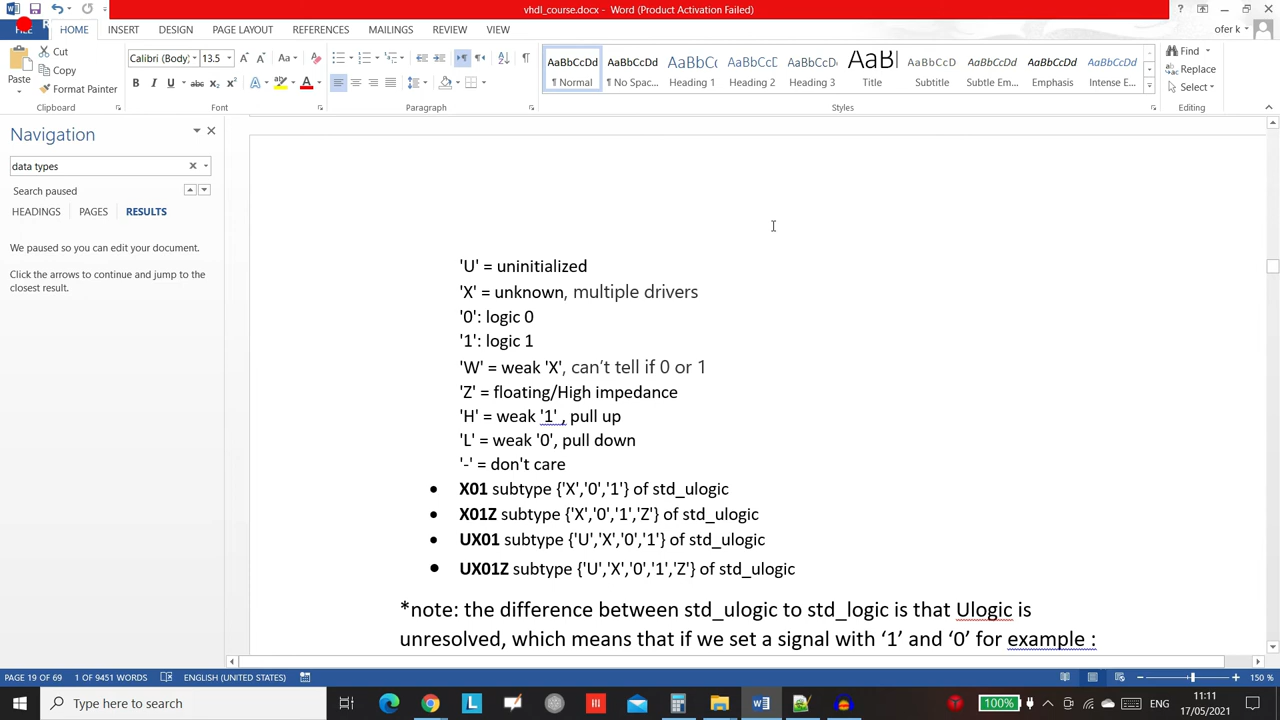 vhdl_course.docx - Word (Product Activation Failed)
FILE HOME INSERT DESIGN PAGE LAYOUT REFERENCES MAILINGS REVIEW VIEW
ofer k
Paste
Cut
Copy
Format Painter
Clipboard
Calibri (Body) 13.5
Font
Paragraph
AaBbCcDd
¶ Normal
AaBbCcDd
¶ No Spac...
AaBbCc
Heading 1
AaBbCcD
Heading 2
AaBbCcD
Heading 3
AaBl
Title
AaBbCcD
Subtitle
AaBbCcDd
Subtle Em...
AaBbCcDd
Emphasis
AaBbCcDd
Intense E...
Styles
Find
Replace
Select
Editing
Navigation
data types
Search paused
HEADINGS PAGES RESULTS
We paused so you can edit your document.
Click the arrows to continue and jump to the
closest result.
'U' = uninitialized
'X' = unknown, multiple drivers
'0': logic 0
'1': logic 1
'W' = weak 'X', can’t tell if 0 or 1
'Z' = floating/High impedance
'H' = weak '1' , pull up
'L' = weak '0', pull down
'-' = don't care
• X01 subtype {'X','0','1'} of std_ulogic
• X01Z subtype {'X','0','1','Z'} of std_ulogic
• UX01 subtype {'U','X','0','1'} of std_ulogic
• UX01Z subtype {'U','X','0','1','Z'} of std_ulogic
*note: the difference between std_ulogic to std_logic is that Ulogic is
unresolved, which means that if we set a signal with ‘1’ and ‘0’ for example :
PAGE 19 OF 69 1 OF 9451 WORDS ENGLISH (UNITED STATES) 150 %
Type here to search
100%
ENG
11:11
17/05/2021